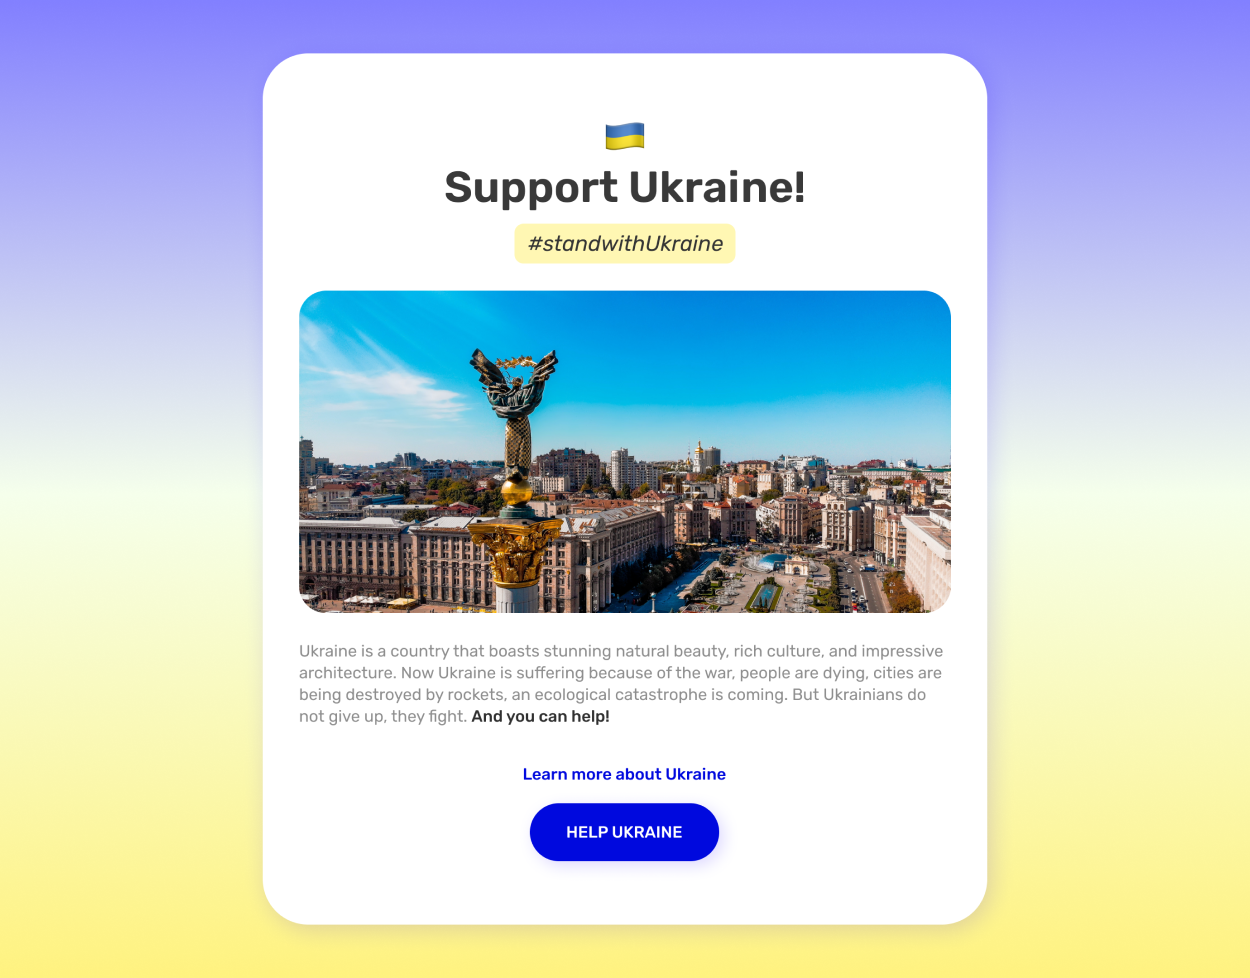 Support Ukraine!
#standwithUkraine
Ukraine is a country that boasts stunning natural beauty, rich culture, and impressive
architecture. Now Ukraine is suffering because of the war, people are dying, cities are
being destroyed by rockets, an ecological catastrophe is coming. But Ukrainians do
not give up, they fight. And you can help!
Learn more about Ukraine
HELP UKRAINE